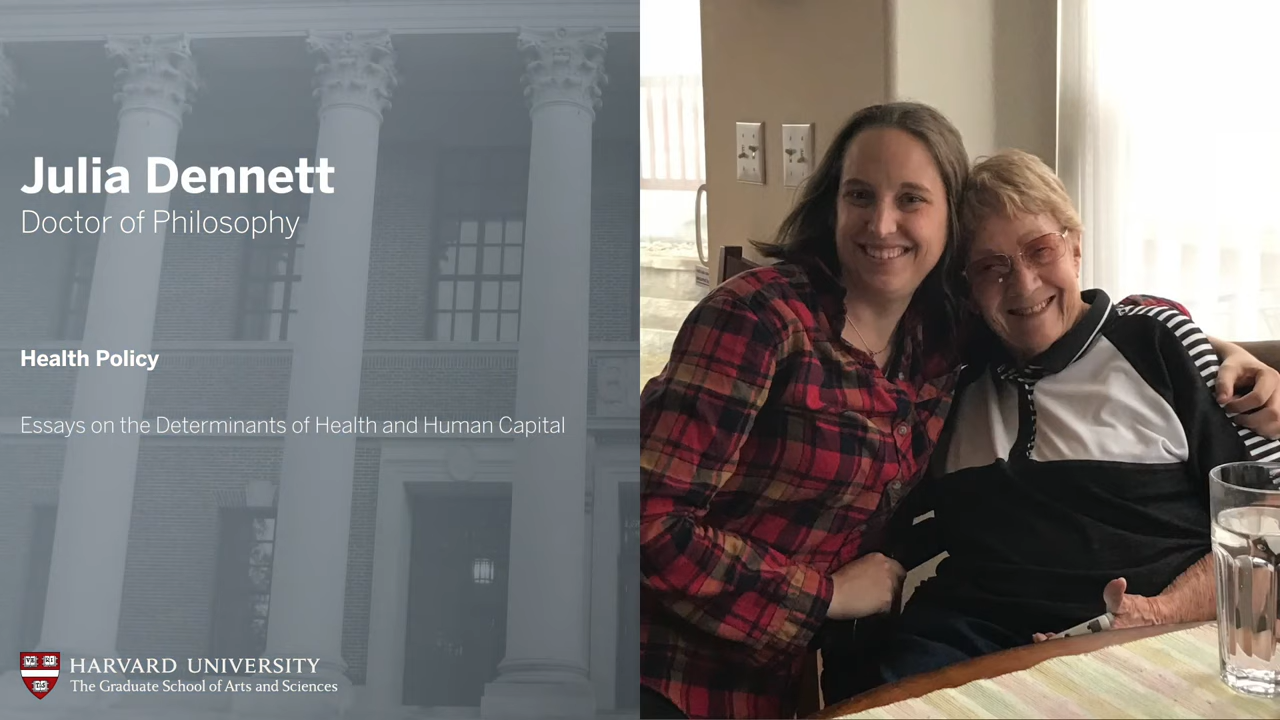 Julia Dennett
Doctor of Philosophy
Health Policy
Essays on the Determinants of Health and Human Capital
HARVARD UNIVERSITY
The Graduate School of Arts and Sciences